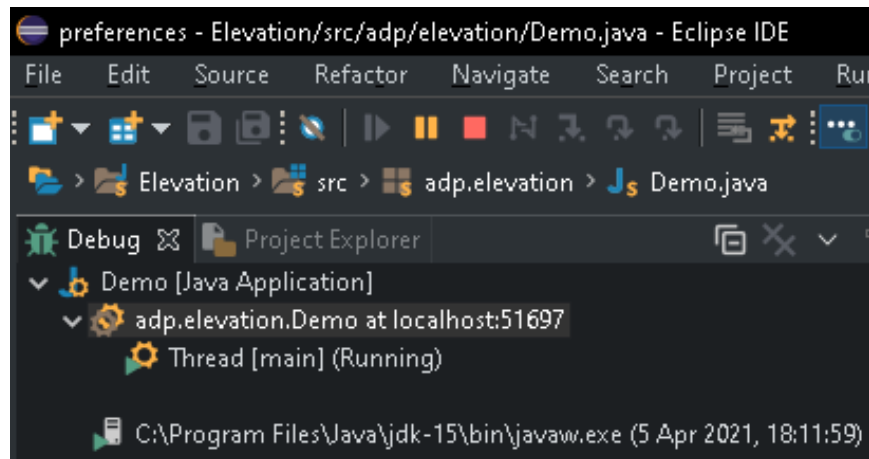 preferences - Elevation/src/adp/elevation/Demo.java - Eclipse IDE
File Edit Source Refactor Navigate Search Project Ru
Elevation > src > adp.elevation > Demo.java
Debug Project Explorer
Demo [Java Application]
adp.elevation.Demo at localhost:51697
Thread [main] (Running)
C:\Program Files\Java\jdk-15\bin\javaw.exe (5 Apr 2021, 18:11:59)